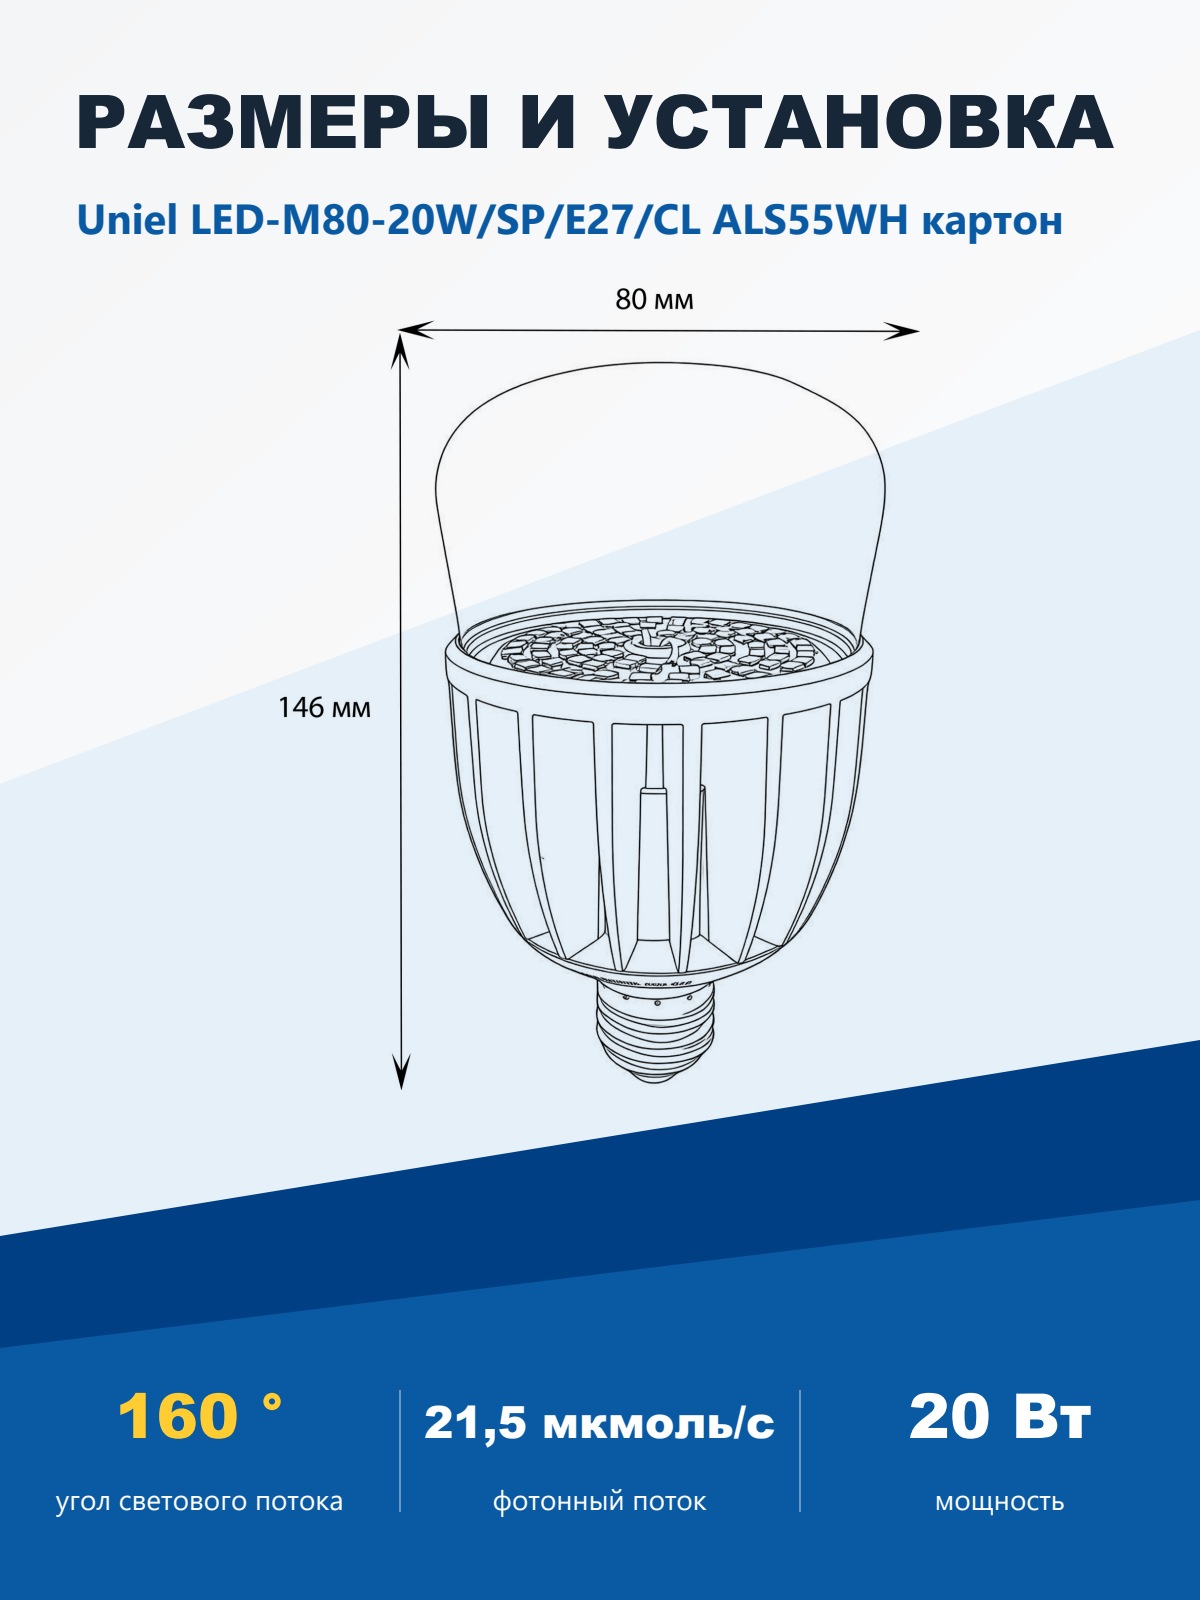 РАЗМЕРЫ И УСТАНОВКА
Uniel LED-M80-20W/SP/E27/CL ALS55WH картон
80 мм
146 мм
160 °
21,5 мкмоль/с
20 Вт
угол светового потока
фотонный поток
мощность